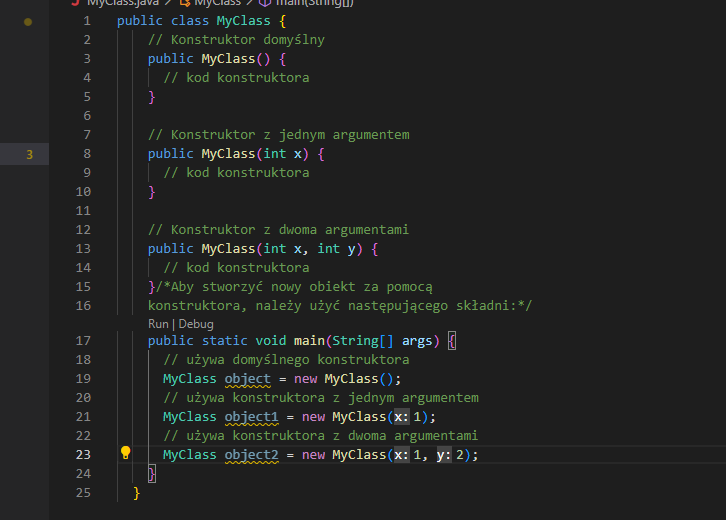 MyClass.java > MyClass > main(String[])
1 public class MyClass {
2 // Konstruktor domyślny
3 public MyClass() {
4 // kod konstruktora
5 }
6
7 // Konstruktor z jednym argumentem
3
8 public MyClass(int x) {
9 // kod konstruktora
10 }
11
12 // Konstruktor z dwoma argumentami
13 public MyClass(int x, int y) {
14 // kod konstruktora
15 }/*Aby stworzyć nowy obiekt za pomocą
16 konstruktora, należy użyć następującego składni:*/
Run | Debug
17 public static void main(String[] args) {
18 // używa domyślnego konstruktora
19 MyClass object = new MyClass();
20 // używa konstruktora z jednym argumentem
21 MyClass object1 = new MyClass(x:1);
22 // używa konstruktora z dwoma argumentami
23 MyClass object2 = new MyClass(x:1, y:2);
24 }
25 }